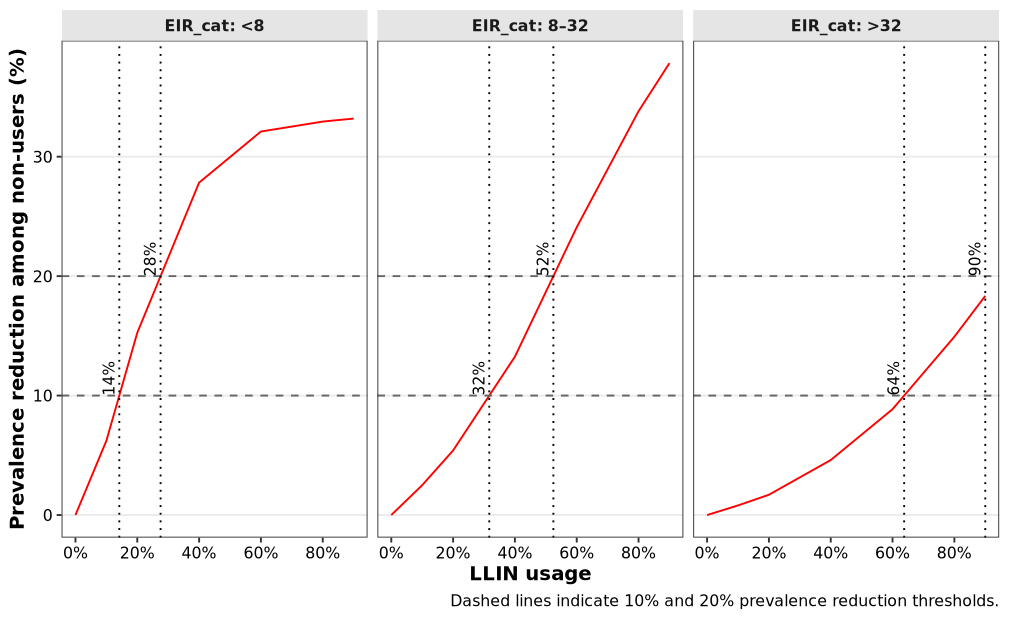 EIR_cat: <8
EIR_cat: 8–32
EIR_cat: >32
Prevalence reduction among non-users (%)
30
20
10
0
28%
14%
52%
32%
90%
64%
0% 20% 40% 60% 80%
0% 20% 40% 60% 80%
0% 20% 40% 60% 80%
LLIN usage
Dashed lines indicate 10% and 20% prevalence reduction thresholds.